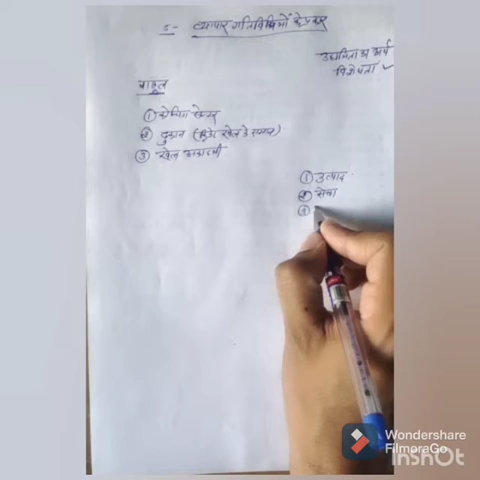 5- व्यापार गतिविधियों के प्रकार
उद्यमिता का अर्थ
विशेषता ✓
राहुल
① कोचिंग सेन्टर
② दुकान (क्रिकेट खेल के सामान)
③ खेल अकादमी
① उत्पाद
② सेवा
Wondershare
FilmoraGo
InShOt